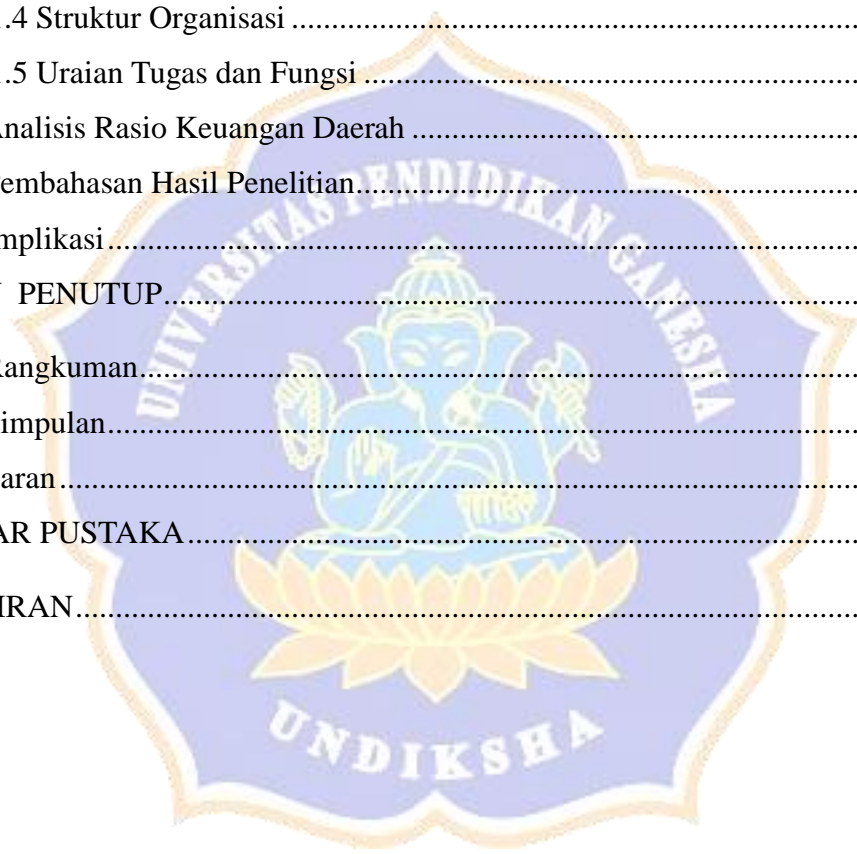 .4 Struktur Organisasi ................................................................
.5 Uraian Tugas dan Fungsi ................................................................
Analisis Rasio Keuangan Daerah ................................................................
embahasan Hasil Penelitian................................................................
mplikasi................................................................
PENUTUP................................................................
Rangkuman................................................................
impulan................................................................
aran................................................................
AR PUSTAKA................................................................
IRAN................................................................
UNIVERSITAS PENDIDIKAN GANESHA
UNDIKSHA